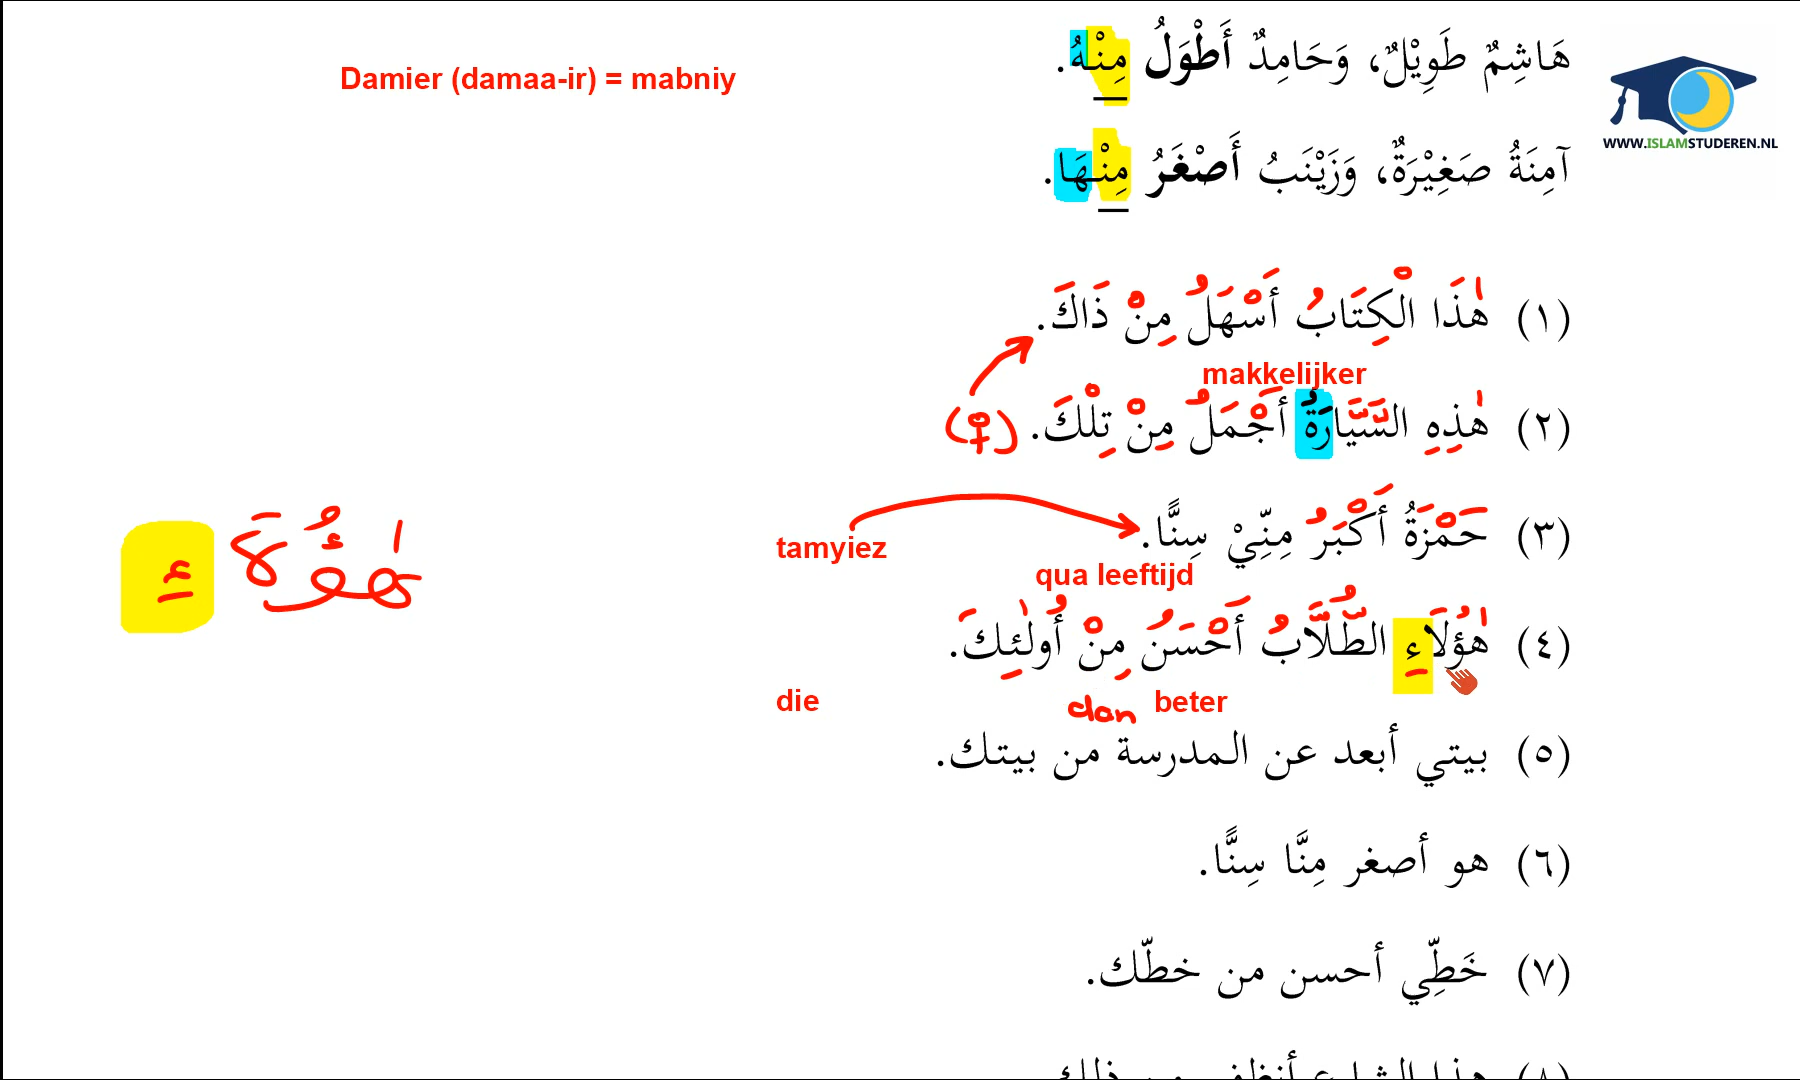 هَاشِمٌ طَوِيْلٌ، وَحَامِدٌ أَطْوَلُ مِنْهُ.
Damier (damaa-ir) = mabniy
WWW.ISLAMSTUDEREN.NL
آمِنَةُ صَغِيْرَةٌ، وَزَيْنَبُ أَصْغَرُ مِنْهَا.
(١) هٰذَا الْكِتَابُ أَسْهَلُ مِنْ ذَاكَ.
makkelijker
(٢) هٰذِهِ السَّيَّارَةُ أَجْمَلُ مِنْ تِلْكَ. (♀)
(٣) حَمْزَةُ أَكْبَرُ مِنِّيْ سِنًّا.
tamyiez
qua leeftijd
هٰؤُلَاءِ
(٤) هٰؤُلَاءِ الطُّلَّابُ أَحْسَنُ مِنْ أُولٰئِكَ.
die dan beter
(٥) بيتي أبعد عن المدرسة من بيتك.
(٦) هو أصغر مِنَّا سِنًّا.
(٧) خَطِّي أحسن من خطّك.